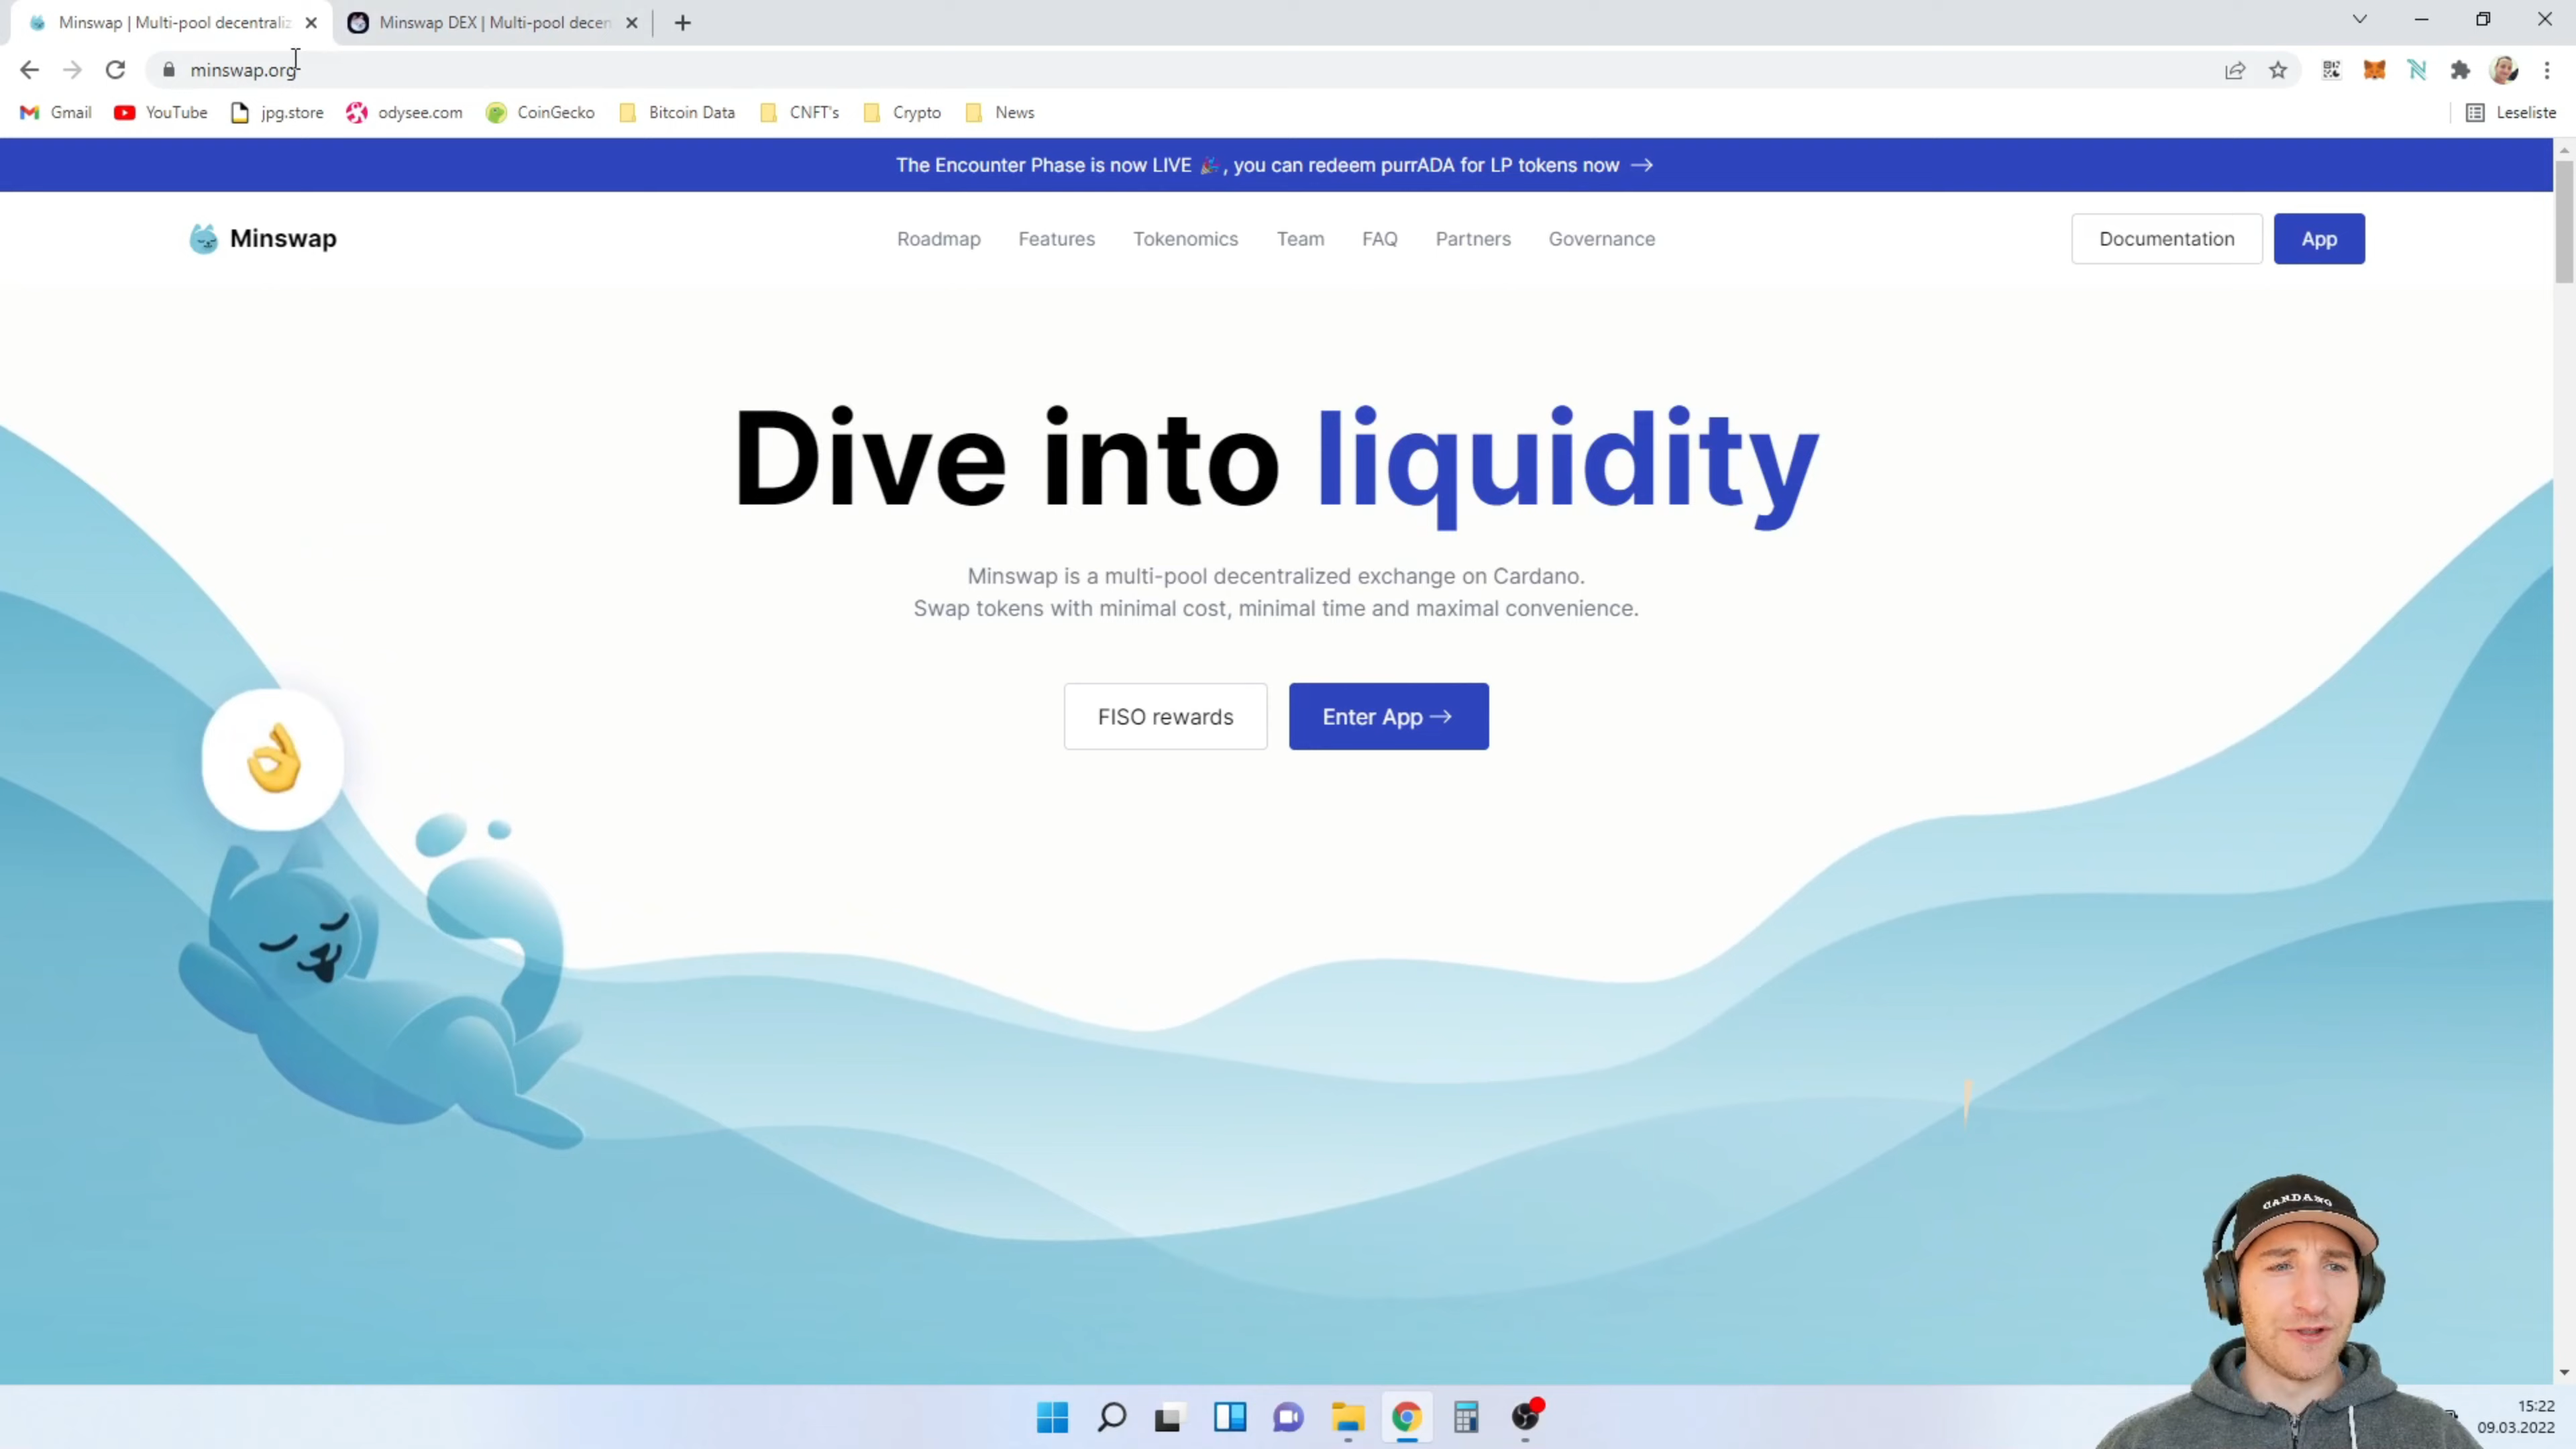 Minswap | Multi-pool decentraliz
Minswap DEX | Multi-pool decen
minswap.org
Gmail
YouTube
jpg.store
odysee.com
CoinGecko
Bitcoin Data
CNFT's
Crypto
News
Leseliste
The Encounter Phase is now LIVE 🎉, you can redeem purrADA for LP tokens now →
Minswap
Roadmap
Features
Tokenomics
Team
FAQ
Partners
Governance
Documentation
App
Dive into liquidity
Minswap is a multi-pool decentralized exchange on Cardano.
Swap tokens with minimal cost, minimal time and maximal convenience.
FISO rewards
Enter App →
CARDANO
15:22
09.03.2022